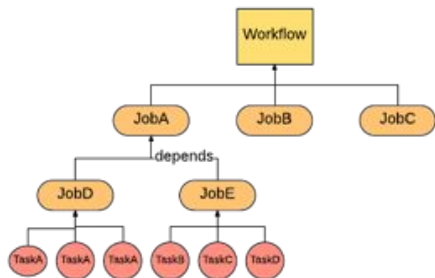 Workflow
JobA
JobB
JobC
depends
JobD
JobE
TaskA
TaskA
TaskA
TaskB
TaskC
TaskD